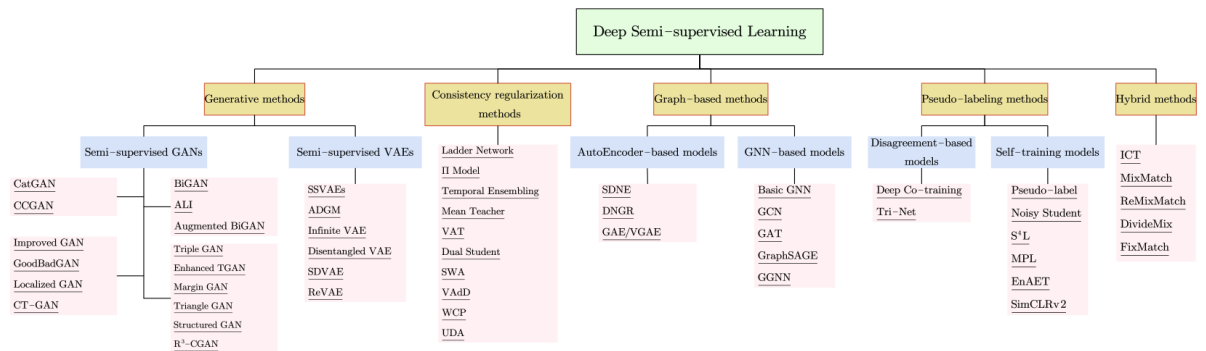 Deep Semi-supervised Learning
Generative methods
Consistency regularization
methods
Graph-based methods
Pseudo-labeling methods
Hybrid methods
Semi-supervised GANs
Semi-supervised VAEs
AutoEncoder-based models
GNN-based models
Disagreement-based
models
Self-training models
CatGAN
CCGAN
Improved GAN
GoodBadGAN
Localized GAN
CT-GAN
BiGAN
ALI
Augmented BiGAN
Triple GAN
Enhanced TGAN
Margin GAN
Triangle GAN
Structured GAN
R³-CGAN
SSVAEs
ADGM
Infinite VAE
Disentangled VAE
SDVAE
ReVAE
Ladder Network
Π Model
Temporal Ensembling
Mean Teacher
VAT
Dual Student
SWA
VAdD
WCP
UDA
SDNE
DNGR
GAE/VGAE
Basic GNN
GCN
GAT
GraphSAGE
GGNN
Deep Co-training
Tri-Net
Pseudo-label
Noisy Student
S⁴L
MPL
EnAET
SimCLRv2
ICT
MixMatch
ReMixMatch
DivideMix
FixMatch